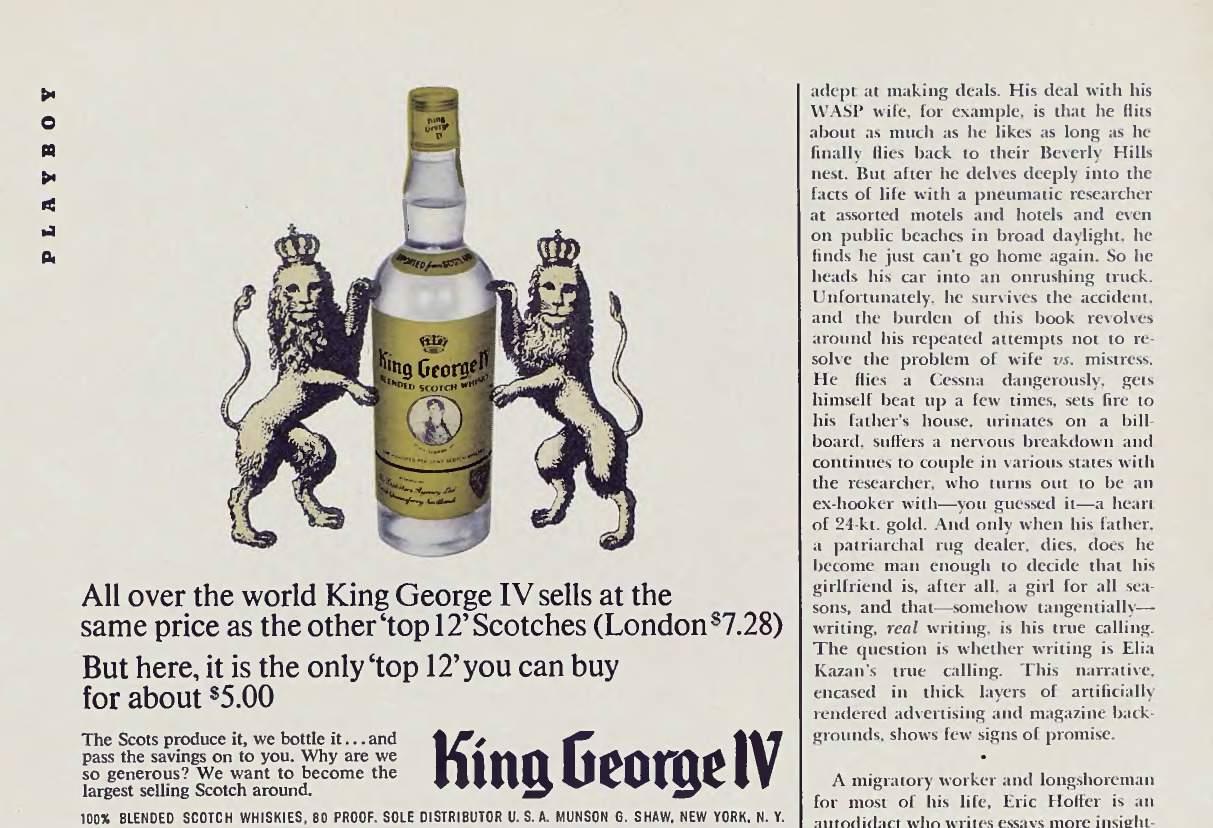 PLAYBOY
King
George
IV
IMPORTED from SCOTLAND
King George IV
BLENDED SCOTCH WHISKY
All over the world King George IV sells at the
same price as the other ‘top 12’ Scotches (London $7.28)
But here, it is the only ‘top 12’ you can buy
for about $5.00
The Scots produce it, we bottle it...and
pass the savings on to you. Why are we
so generous? We want to become the
largest selling Scotch around.
King George IV
100% BLENDED SCOTCH WHISKIES, 80 PROOF. SOLE DISTRIBUTOR U. S. A. MUNSON G. SHAW, NEW YORK, N. Y.
adept at making deals. His deal with his
WASP wife, for example, is that he flits
about as much as he likes as long as he
finally flies back to their Beverly Hills
nest. But after he delves deeply into the
facts of life with a pneumatic researcher
at assorted motels and hotels and even
on public beaches in broad daylight, he
finds he just can't go home again. So he
heads his car into an onrushing truck.
Unfortunately, he survives the accident,
and the burden of this book revolves
around his repeated attempts not to re-
solve the problem of wife vs. mistress.
He flies a Cessna dangerously, gets
himself beat up a few times, sets fire to
his father's house, urinates on a bill-
board, suffers a nervous breakdown and
continues to couple in various states with
the researcher, who turns out to be an
ex-hooker with—you guessed it—a heart
of 24-kt. gold. And only when his father,
a patriarchal rug dealer, dies, does he
become man enough to decide that his
girlfriend is, after all, a girl for all sea-
sons, and that—somehow tangentially—
writing, real writing, is his true calling.
The question is whether writing is Elia
Kazan's true calling. This narrative,
encased in thick layers of artificially
rendered advertising and magazine back-
grounds, shows few signs of promise.
•
A migratory worker and longshoreman
for most of his life, Eric Hoffer is an
autodidact who writes essays more insight-